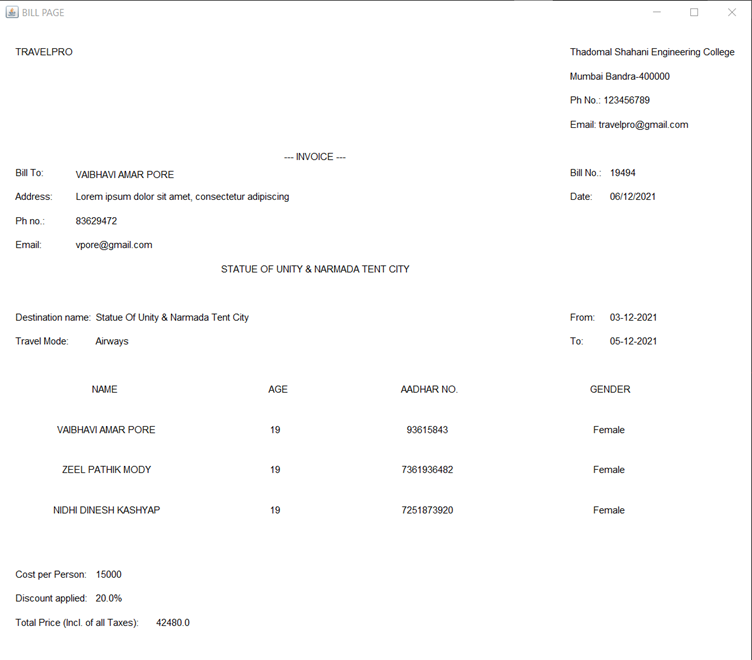 BILL PAGE
TRAVELPRO Thadomal Shahani Engineering College
Mumbai Bandra-400000
Ph No.: 123456789
Email: travelpro@gmail.com
--- INVOICE ---
Bill To: VAIBHAVI AMAR PORE Bill No.: 19494
Address: Lorem ipsum dolor sit amet, consectetur adipiscing Date: 06/12/2021
Ph no.: 83629472
Email: vpore@gmail.com
STATUE OF UNITY & NARMADA TENT CITY
Destination name: Statue Of Unity & Narmada Tent City From: 03-12-2021
Travel Mode: Airways To: 05-12-2021
NAME AGE AADHAR NO. GENDER
VAIBHAVI AMAR PORE 19 93615843 Female
ZEEL PATHIK MODY 19 7361936482 Female
NIDHI DINESH KASHYAP 19 7251873920 Female
Cost per Person: 15000
Discount applied: 20.0%
Total Price (Incl. of all Taxes): 42480.0